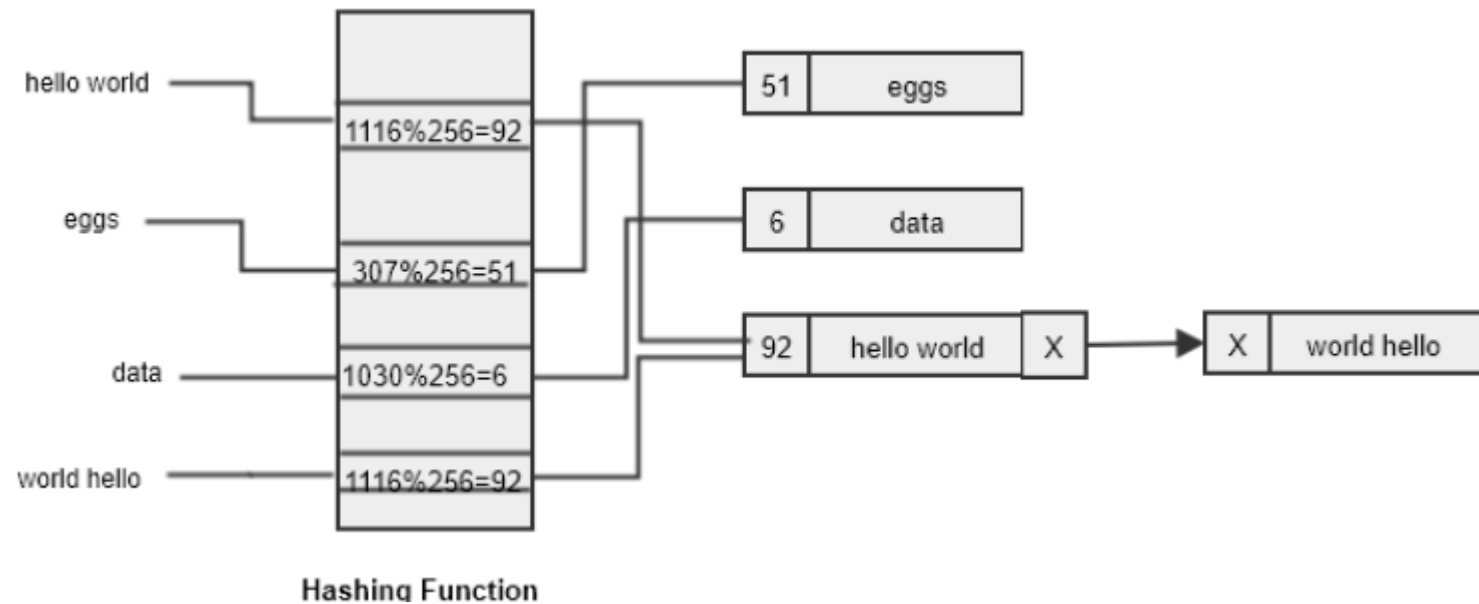 hello world
1116%256=92
51 eggs
eggs
307%256=51
6 data
data
1030%256=6
92 hello world X
X world hello
world hello
1116%256=92
Hashing Function